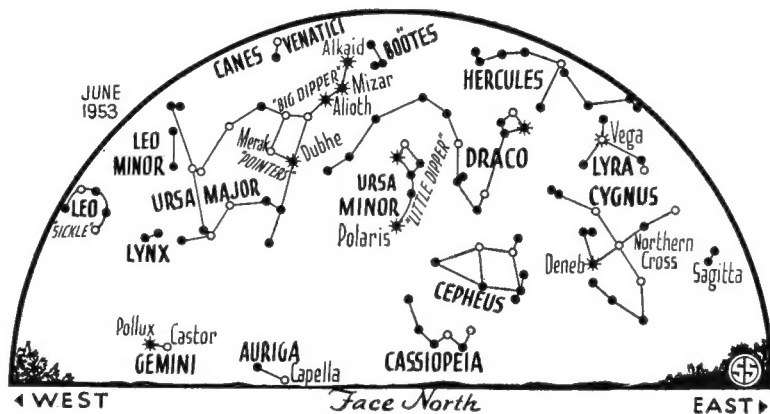 CANES VENATICI
Alkaid
BOÖTES
HERCULES
JUNE
1953
"BIG DIPPER"
Mizar
Alioth
LEO
MINOR
Merak
"POINTERS"
Dubhe
DRACO
Vega
LYRA
URSA MAJOR
URSA
MINOR
"LITTLE DIPPER"
CYGNUS
LEO
"SICKLE"
LYNX
Polaris
Northern
Cross
Deneb
Sagitta
CEPHEUS
Pollux
Castor
GEMINI
AURIGA
Capella
CASSIOPEIA
SS
WEST
Face North
EAST